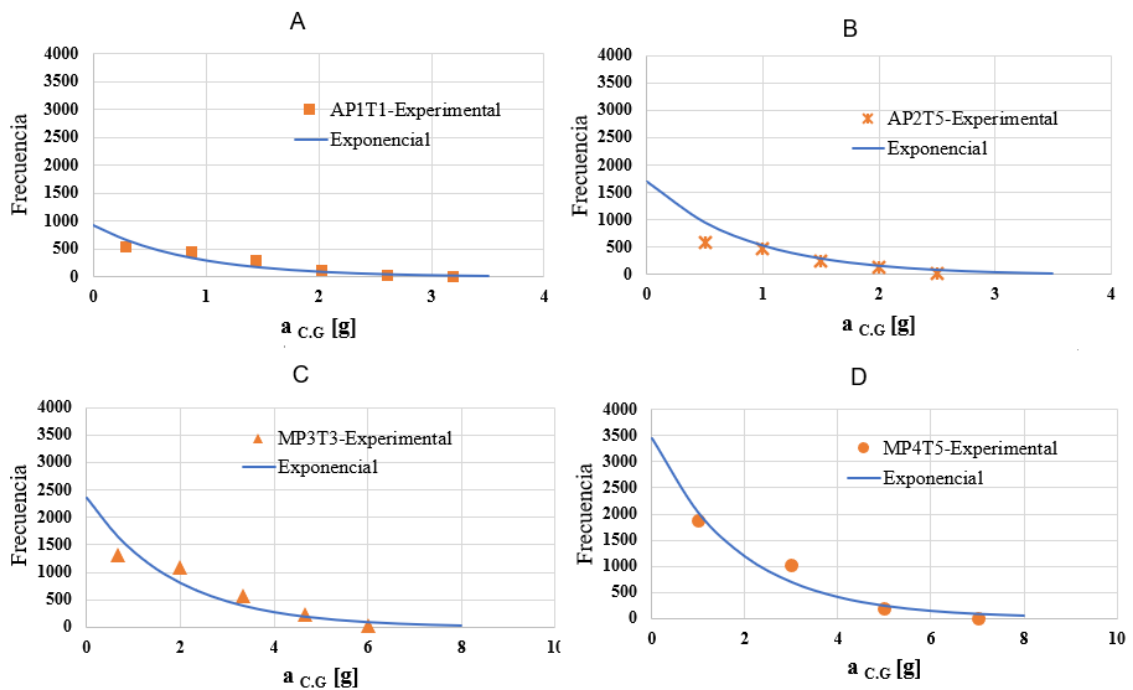 A
4000
3500
3000
2500
2000
1500
1000
500
0
Frecuencia
AP1T1-Experimental
Exponencial
0 1 2 3 4
a C.G [g]
B
4000
3500
3000
2500
2000
1500
1000
500
0
Frecuencia
AP2T5-Experimental
Exponencial
0 1 2 3 4
a C.G [g]
C
4000
3500
3000
2500
2000
1500
1000
500
0
Frecuencia
MP3T3-Experimental
Exponencial
0 2 4 6 8 10
a C.G [g]
D
4000
3500
3000
2500
2000
1500
1000
500
0
Frecuencia
MP4T5-Experimental
Exponencial
0 2 4 6 8 10
a C.G [g]